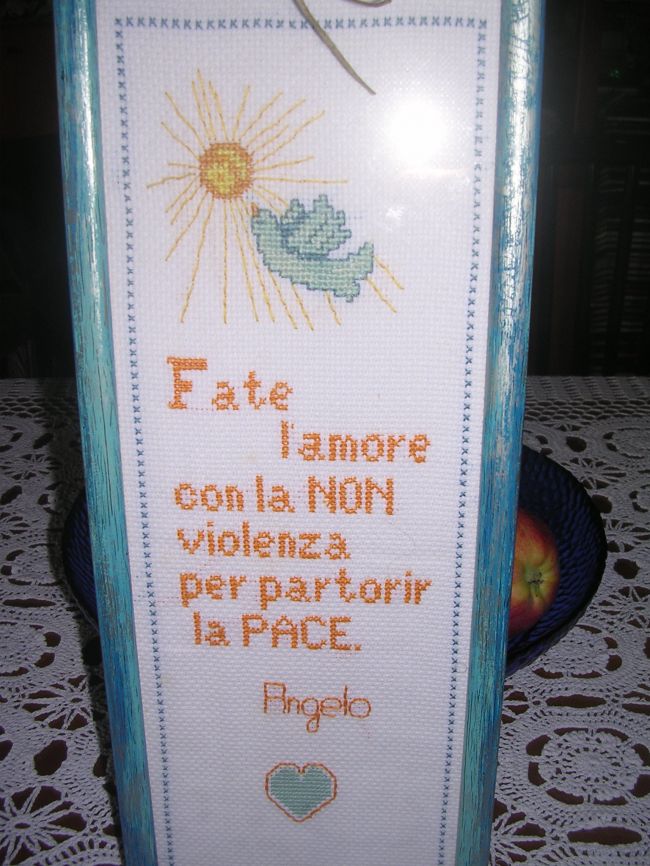 Fate
l'amore
con la NON
violenza
per partorir
la PACE.
Angelo